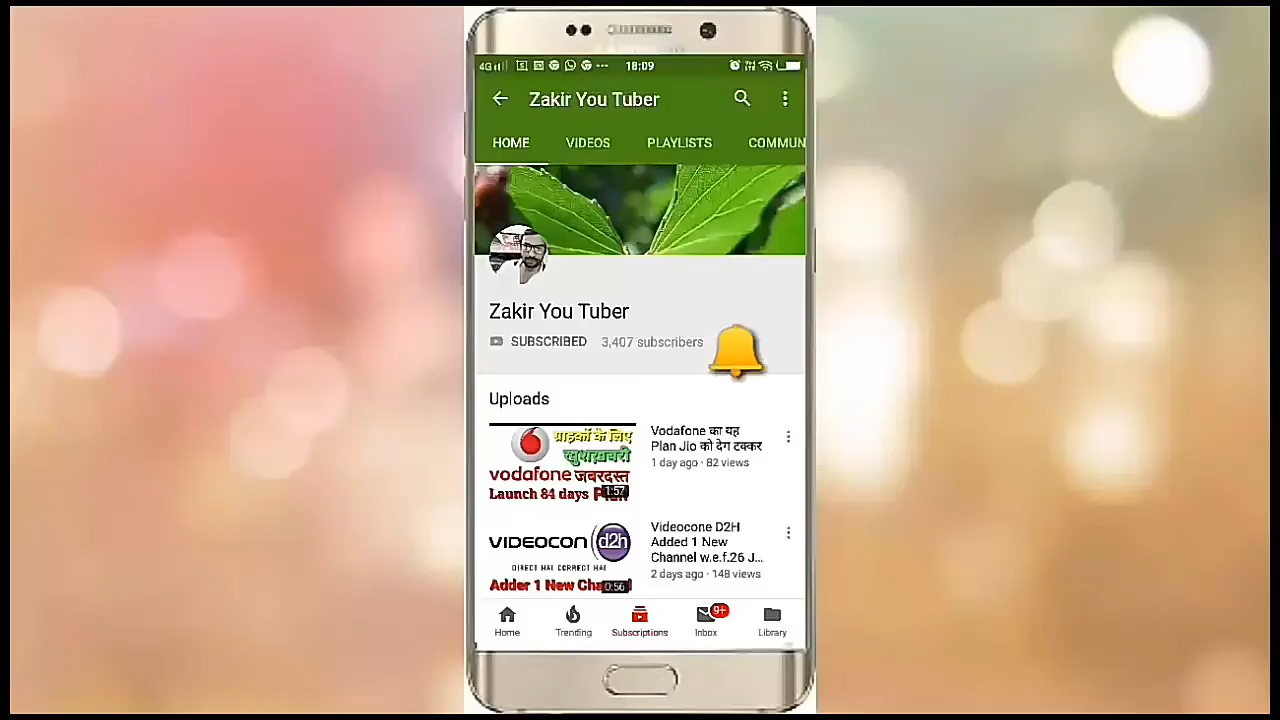 4G 18:09
Zakir You Tuber
HOME VIDEOS PLAYLISTS COMMUN
Zakir You Tuber
SUBSCRIBED 3,407 subscribers
Uploads
ग्राहकों के लिए
खुशखबरी
vodafone जबरदस्त
Launch 84 days Plan
1:57
Vodafone का यह
Plan Jio को देग टक्कर
1 day ago · 82 views
VIDEOCON d2h
DIRECT HAI CORRECT HAI
Adder 1 New Cha
0:56
Videocone D2H
Added 1 New
Channel w.e.f.26 J...
2 days ago · 148 views
9+
Home Trending Subscriptions Inbox Library